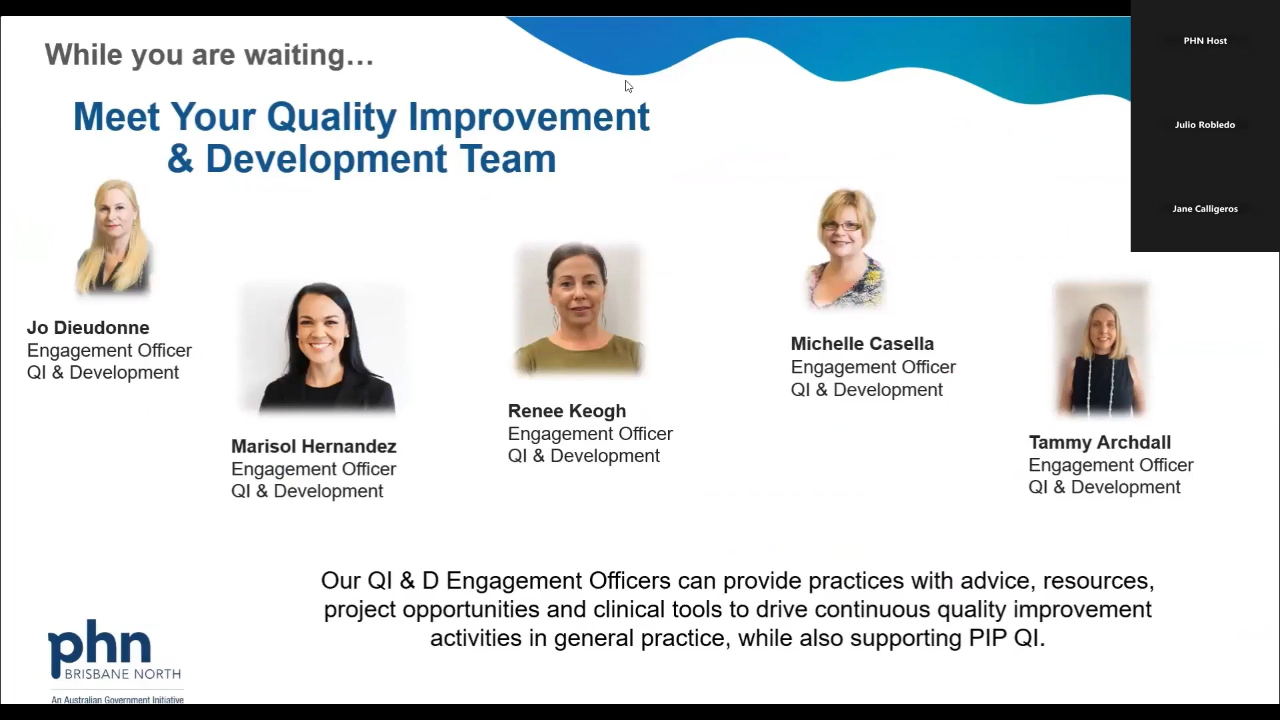 While you are waiting…
Meet Your Quality Improvement
& Development Team
PHN Host
Julio Robledo
Jane Calligeros
Jo Dieudonne
Engagement Officer
QI & Development
Marisol Hernandez
Engagement Officer
QI & Development
Renee Keogh
Engagement Officer
QI & Development
Michelle Casella
Engagement Officer
QI & Development
Tammy Archdall
Engagement Officer
QI & Development
Our QI & D Engagement Officers can provide practices with advice, resources,
project opportunities and clinical tools to drive continuous quality improvement
activities in general practice, while also supporting PIP QI.
phn
BRISBANE NORTH
An Australian Government Initiative